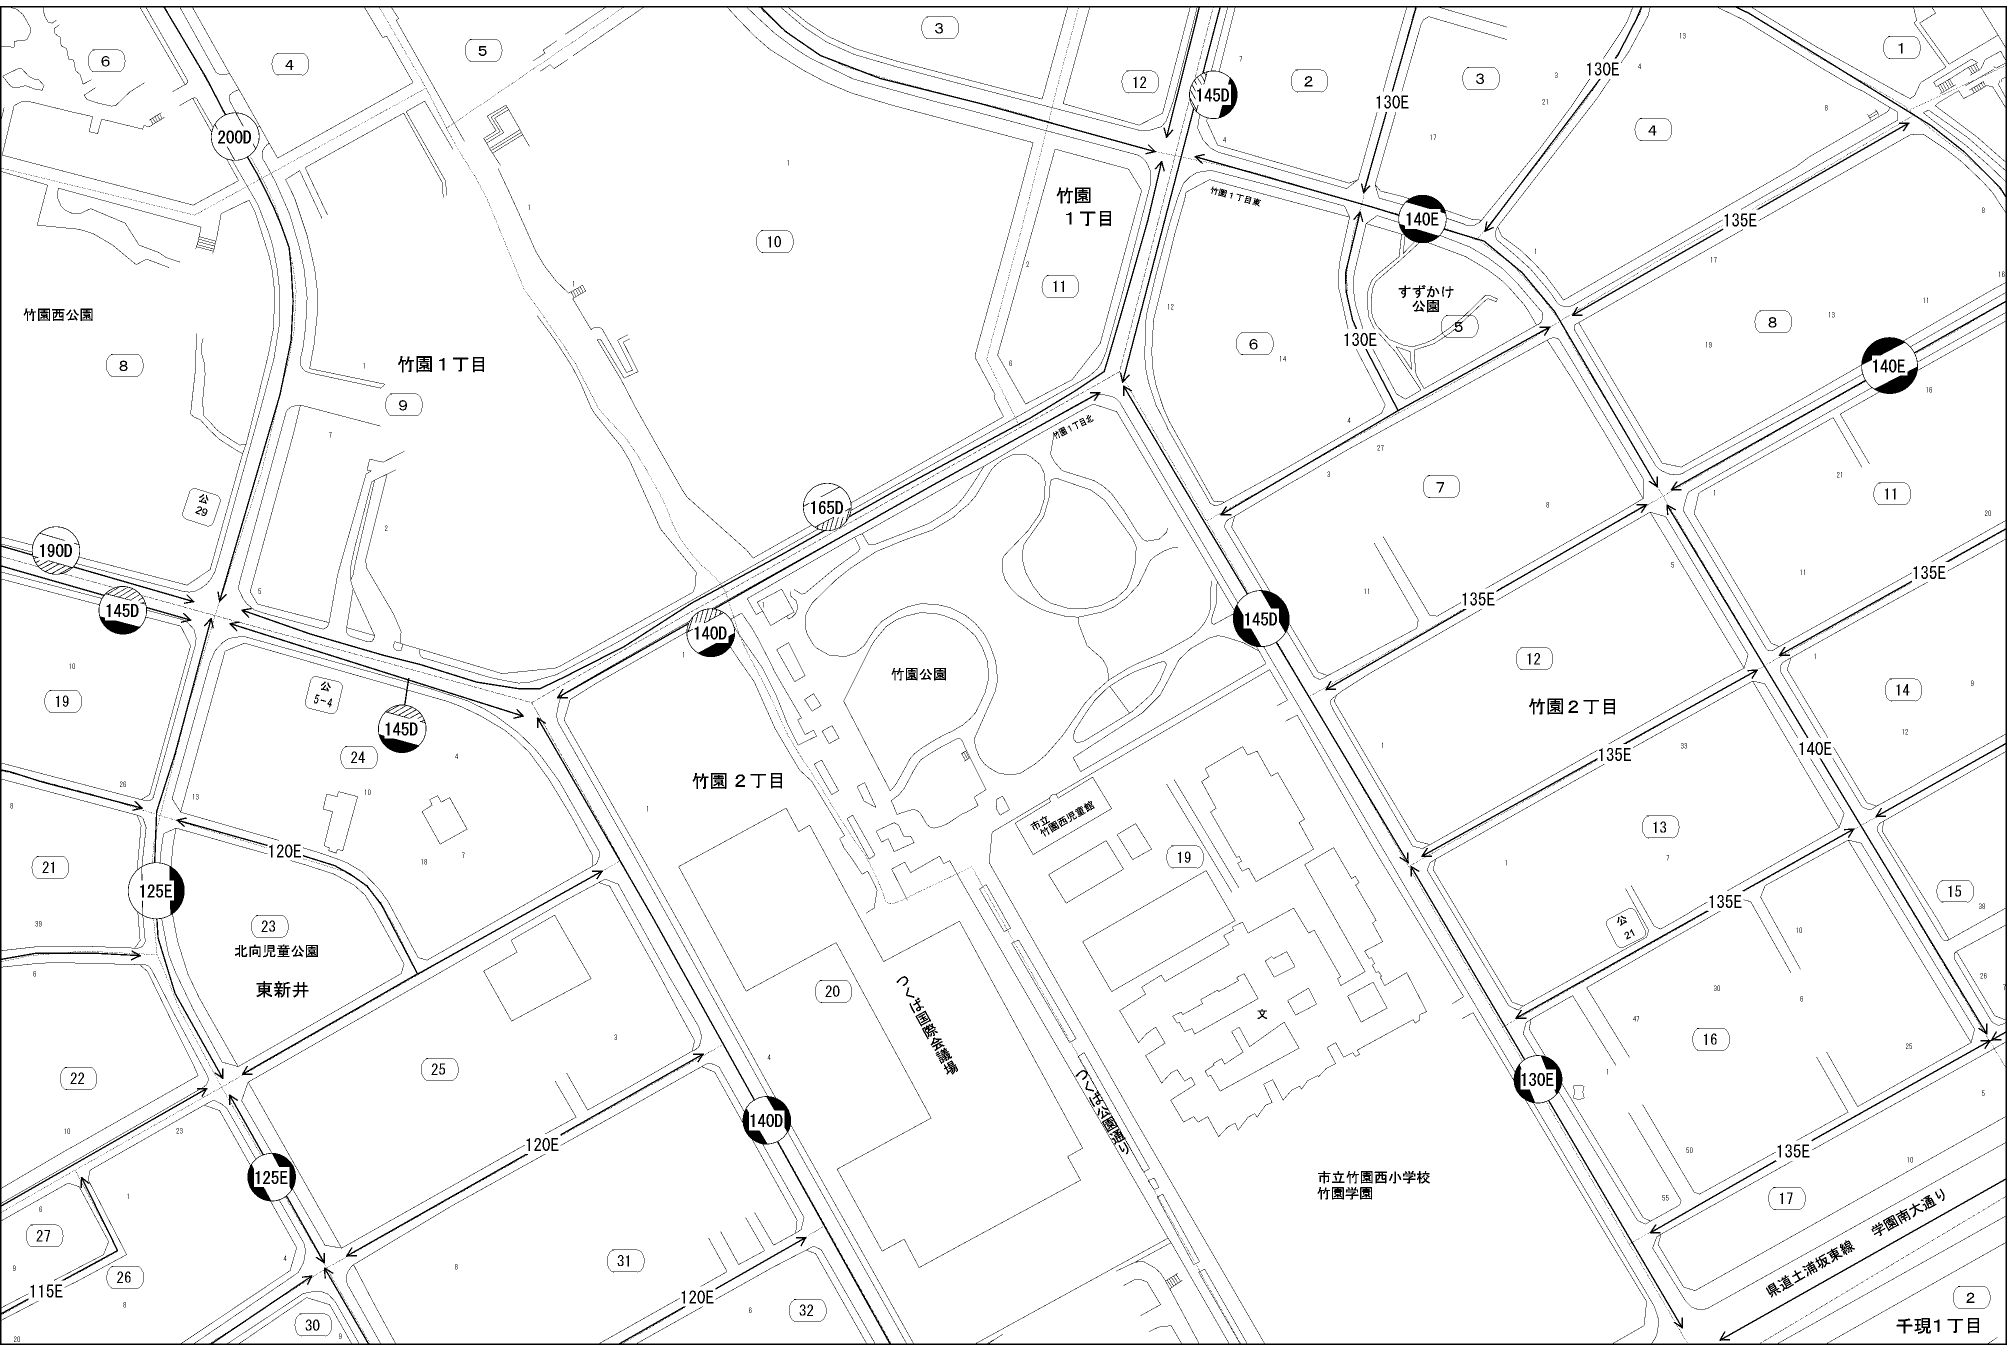 3
5
4
6
12
2
3
1
145D
130E
130E
4
200D
竹園
1丁目
竹園1丁目東
140E
135E
10
11
すずかけ
公園
5
竹園西公園
8
竹園1丁目
9
6
130E
8
140E
竹園1丁目北
7
11
公
29
165D
190D
145D
140D
145D
135E
135E
竹園公園
12
14
19
公
5-4
145D
24
竹園2丁目
竹園2丁目
135E
140E
市立
竹園西児童館
19
13
120E
21
125E
135E
15
23
北向児童公園
東新井
公
21
20
つくば国際会議場
文
16
22
25
130E
140D
つくば公園通り
120E
125E
135E
市立竹園西小学校
竹園学園
17
学園南大通り
県道土浦坂東線
27
26
31
115E
120E
32
30
2
千現1丁目